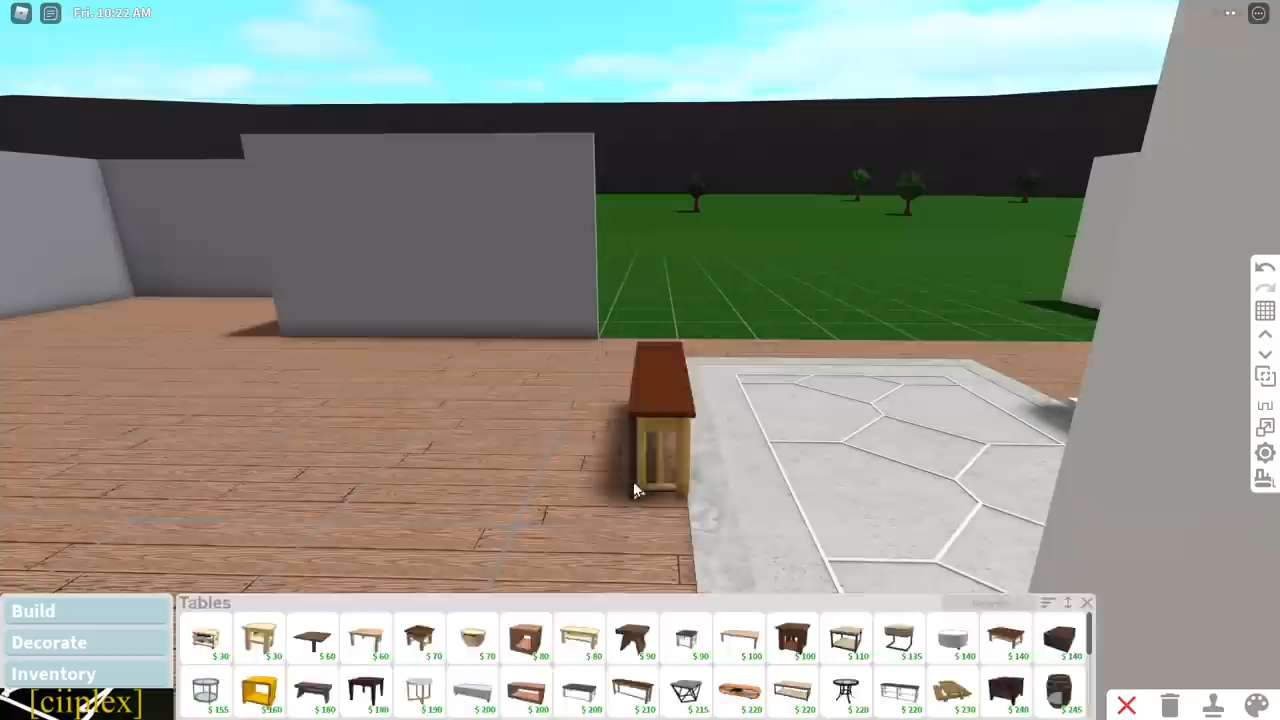 Fri. 10:22 AM
Build
Decorate
Inventory
[ciiplex]
Tables
$ 30 $ 30 $ 60 $ 60 $ 70 $ 70 $ 80 $ 80 $ 90 $ 90 $ 100 $ 100 $ 110 $ 135 $ 140 $ 140 $ 140
$ 155 $ 160 $ 180 $ 180 $ 190 $ 200 $ 200 $ 200 $ 210 $ 215 $ 220 $ 220 $ 220 $ 220 $ 230 $ 240 $ 245